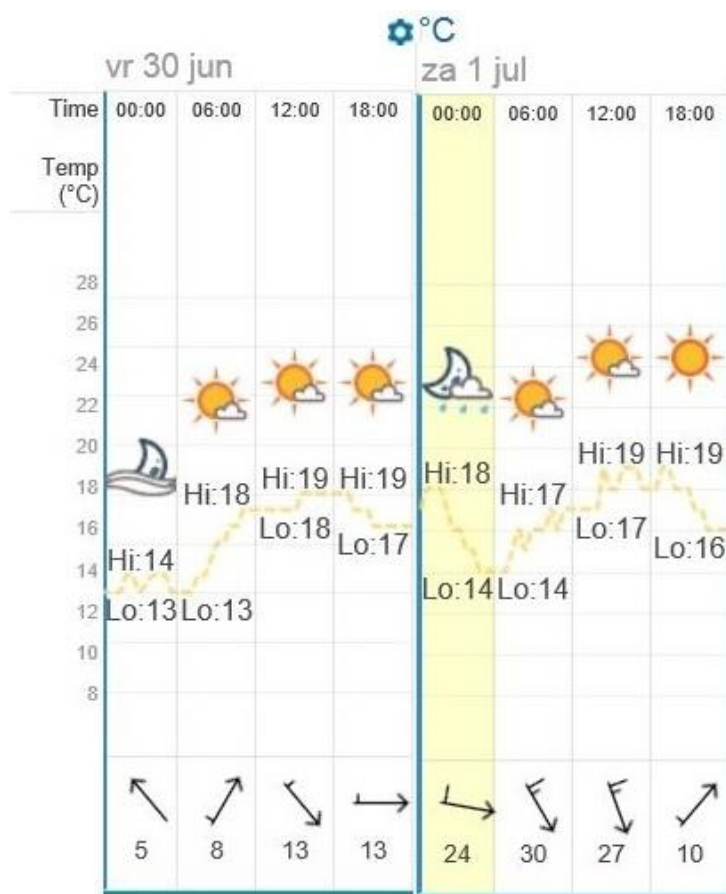 °C
vr 30 jun
za 1 jul
Time 00:00 06:00 12:00 18:00 00:00 06:00 12:00 18:00
Temp
(°C)
28
26
24
22
20
Hi:19 Hi:19
18 Hi:18 Hi:19 Hi:19 Hi:18 Hi:17
16 Lo:18 Lo:17
Lo:17 Lo:16
14 Hi:14
Lo:14 Lo:14
12 Lo:13 Lo:13
10
8
5 8 13 13 24 30 27 10